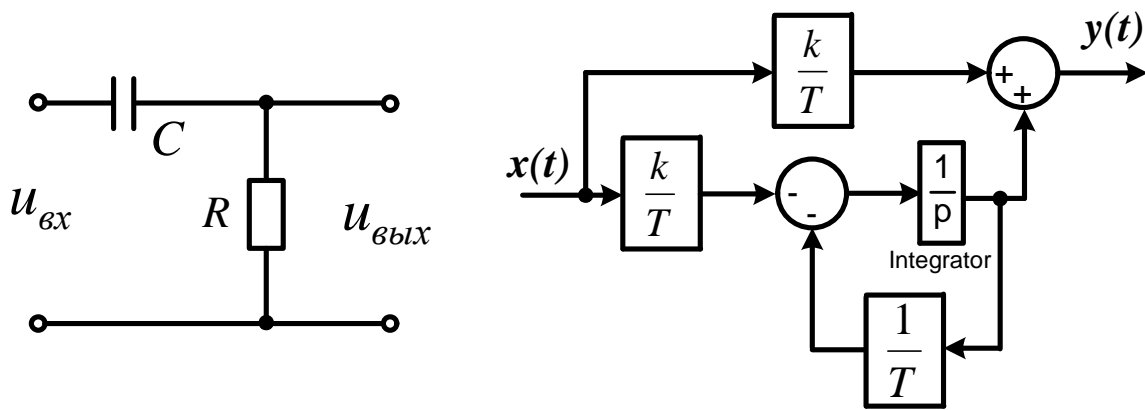 C
R
u_вх
u_вых
x(t)
k
T
k
T
+
+
y(t)
-
-
1
p
Integrator
1
T